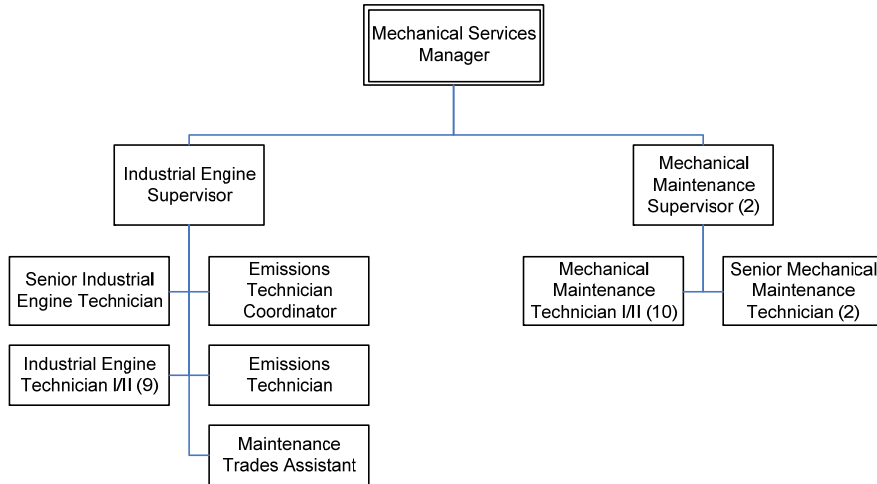 Mechanical Services
Manager
Industrial Engine
Supervisor
Mechanical
Maintenance
Supervisor (2)
Senior Industrial
Engine Technician
Emissions
Technician
Coordinator
Mechanical
Maintenance
Technician I/II (10)
Senior Mechanical
Maintenance
Technician (2)
Industrial Engine
Technician I/II (9)
Emissions
Technician
Maintenance
Trades Assistant